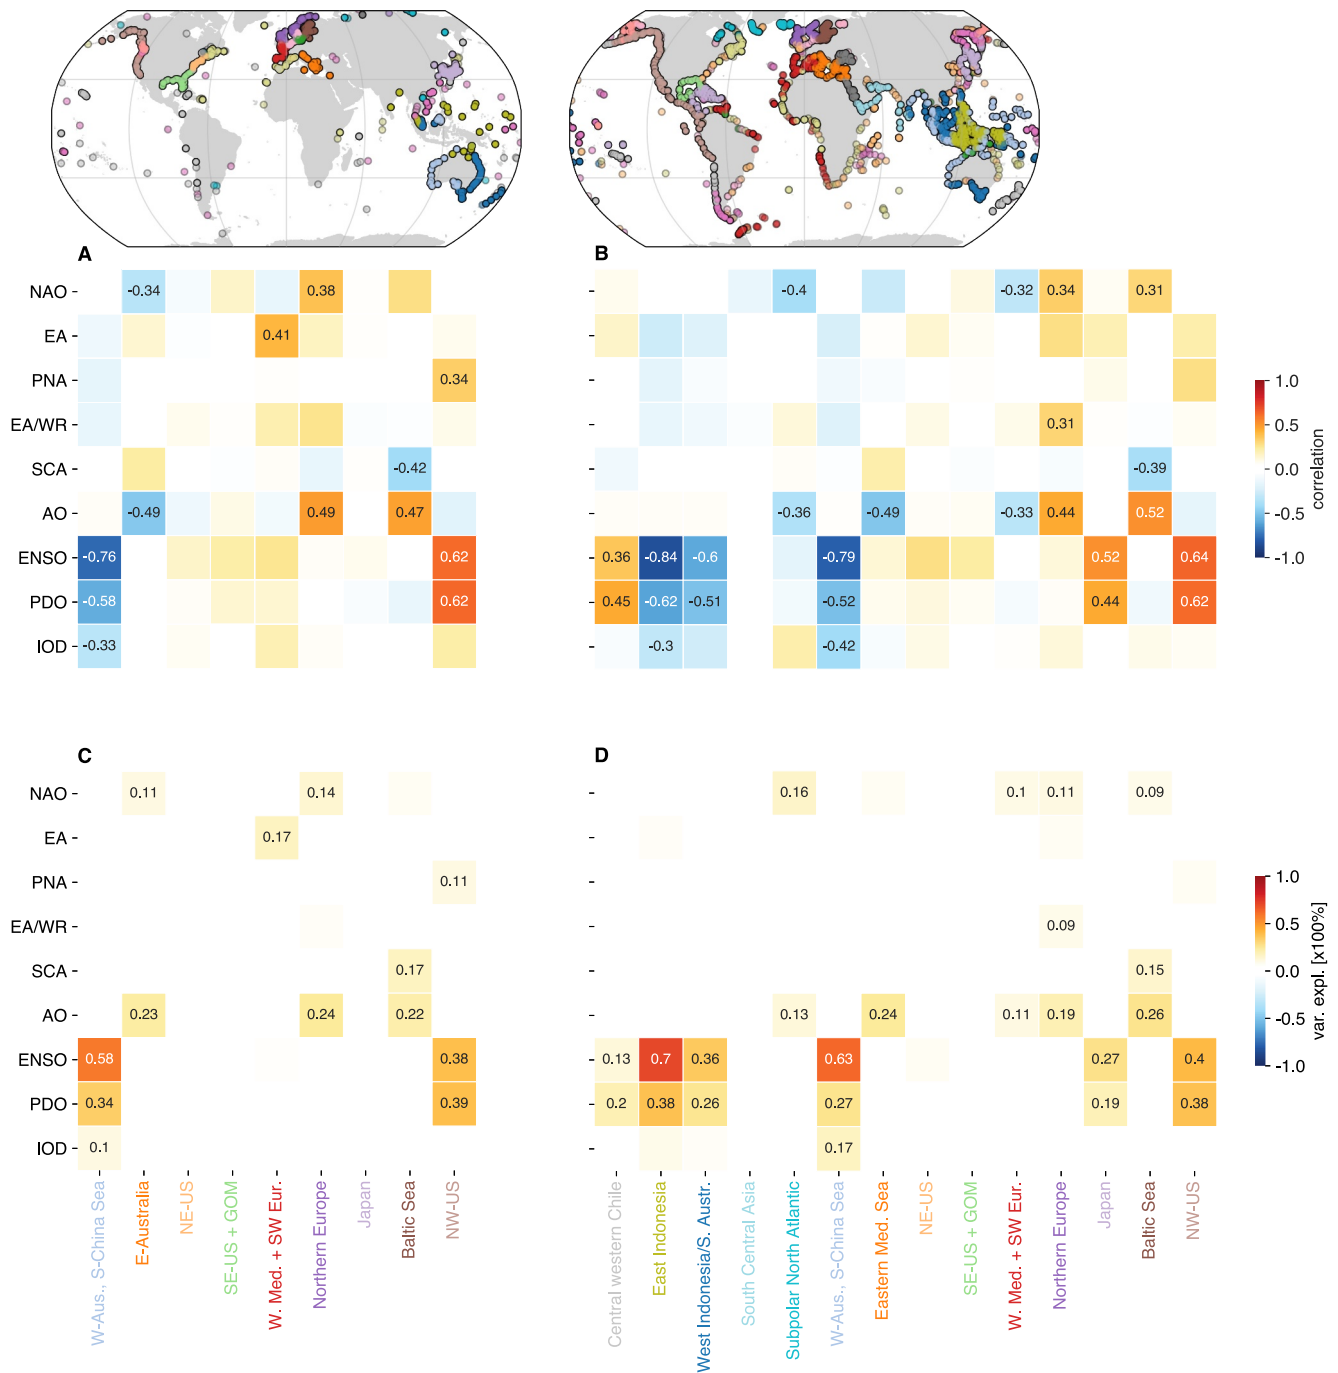 A
B
NAO
-0.34
0.38
-0.4
-0.32
0.34
0.31
EA
0.41
PNA
0.34
EA/WR
0.31
SCA
-0.42
-0.39
AO
-0.49
0.49
0.47
-0.36
-0.49
-0.33
0.44
0.52
ENSO
-0.76
0.62
0.36
-0.84
-0.6
-0.79
0.52
0.64
PDO
-0.58
0.62
0.45
-0.62
-0.51
-0.52
0.44
0.62
IOD
-0.33
-0.3
-0.42
1.0
0.5
0.0
-0.5
-1.0
correlation
C
D
NAO
0.11
0.14
0.16
0.1
0.11
0.09
EA
0.17
PNA
0.11
EA/WR
0.09
SCA
0.17
0.15
AO
0.23
0.24
0.22
0.13
0.24
0.11
0.19
0.26
ENSO
0.58
0.38
0.13
0.7
0.36
0.63
0.27
0.4
PDO
0.34
0.39
0.2
0.38
0.26
0.27
0.19
0.38
IOD
0.1
0.17
1.0
0.5
0.0
-0.5
-1.0
var. expl. [x100%]
W-Aus., S-China Sea
E-Australia
NE-US
SE-US + GOM
W. Med. + SW Eur.
Northern Europe
Japan
Baltic Sea
NW-US
Central western Chile
East Indonesia
West Indonesia/S. Austr.
South Central Asia
Subpolar North Atlantic
W-Aus., S-China Sea
Eastern Med. Sea
NE-US
SE-US + GOM
W. Med. + SW Eur.
Northern Europe
Japan
Baltic Sea
NW-US